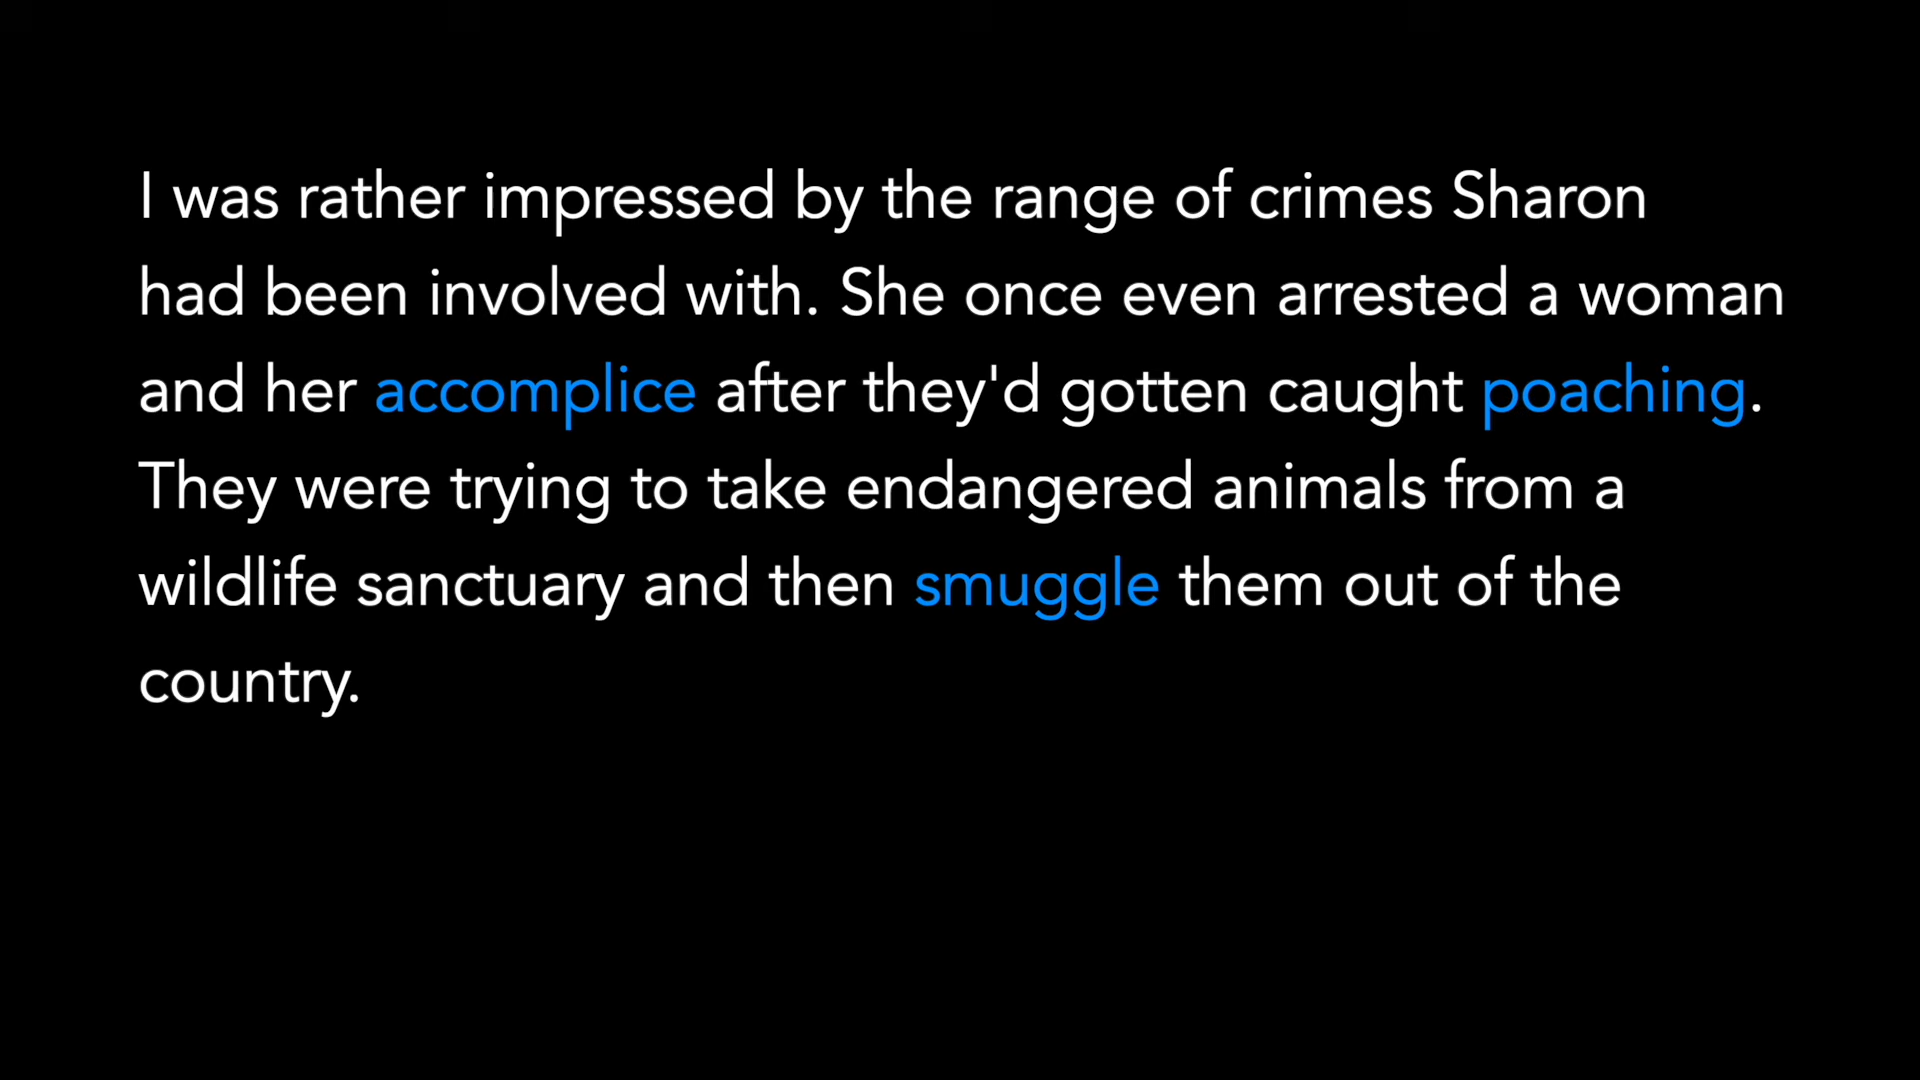 I was rather impressed by the range of crimes Sharon
had been involved with. She once even arrested a woman
and her accomplice after they'd gotten caught poaching.
They were trying to take endangered animals from a
wildlife sanctuary and then smuggle them out of the
country.